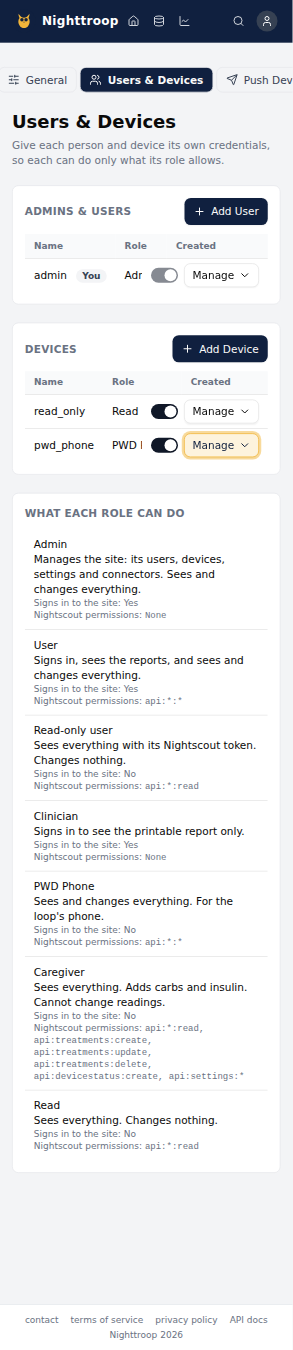 Nighttroop
General
Users & Devices
Push Dev
Users & Devices
Give each person and device its own credentials,
so each can do only what its role allows.
ADMINS & USERS
Add User
Name Role Created
admin You Adr Manage
DEVICES
Add Device
Name Role Created
read_only Read Manage
pwd_phone PWD Manage
WHAT EACH ROLE CAN DO
Admin
Manages the site: its users, devices,
settings and connectors. Sees and
changes everything.
Signs in to the site: Yes
Nightscout permissions: None
User
Signs in, sees the reports, and sees and
changes everything.
Signs in to the site: Yes
Nightscout permissions: api:*:*
Read-only user
Sees everything with its Nightscout token.
Changes nothing.
Signs in to the site: No
Nightscout permissions: api:*:read
Clinician
Signs in to see the printable report only.
Signs in to the site: Yes
Nightscout permissions: None
PWD Phone
Sees and changes everything. For the
loop's phone.
Signs in to the site: No
Nightscout permissions: api:*:*
Caregiver
Sees everything. Adds carbs and insulin.
Cannot change readings.
Signs in to the site: No
Nightscout permissions: api:*:read,
api:treatments:create,
api:treatments:update,
api:treatments:delete,
api:devicestatus:create, api:settings:*
Read
Sees everything. Changes nothing.
Signs in to the site: No
Nightscout permissions: api:*:read
contact terms of service privacy policy API docs
Nighttroop 2026